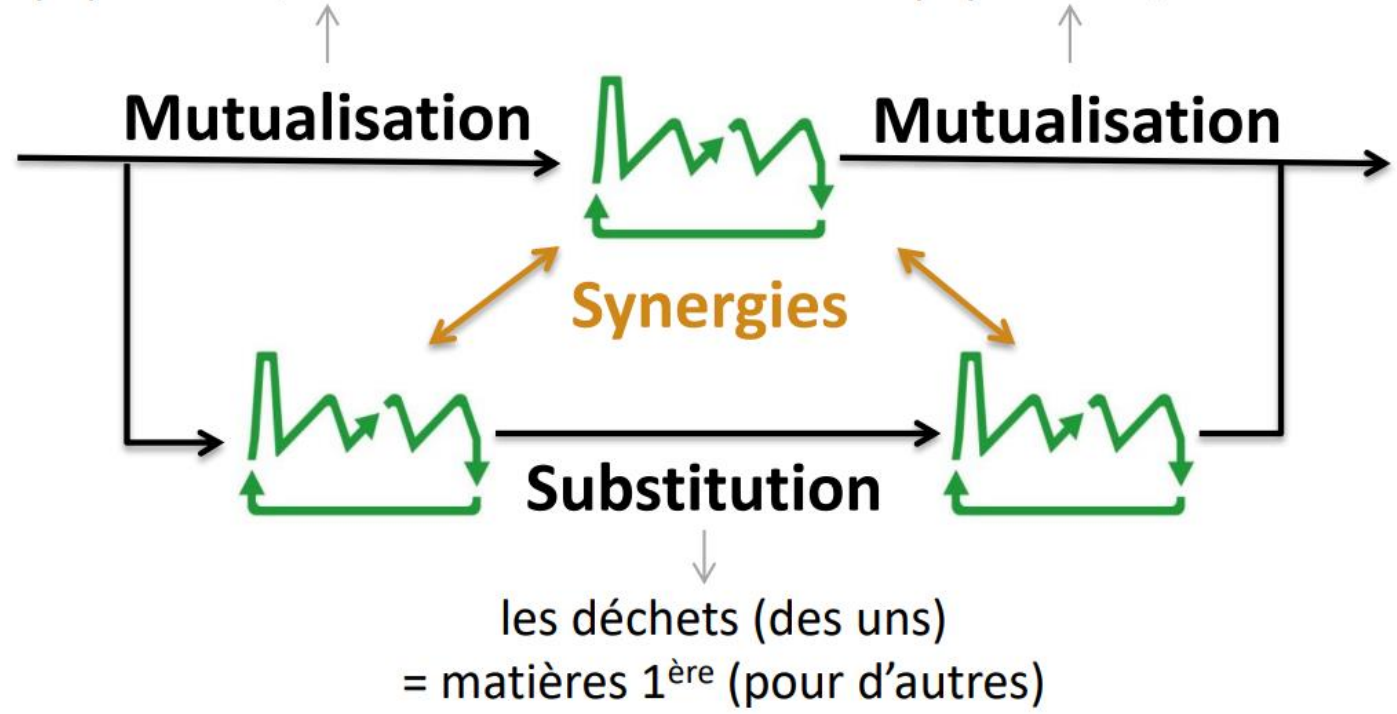 Mutualisation
Mutualisation
Synergies
Substitution
les déchets (des uns)
= matières 1ère (pour d’autres)